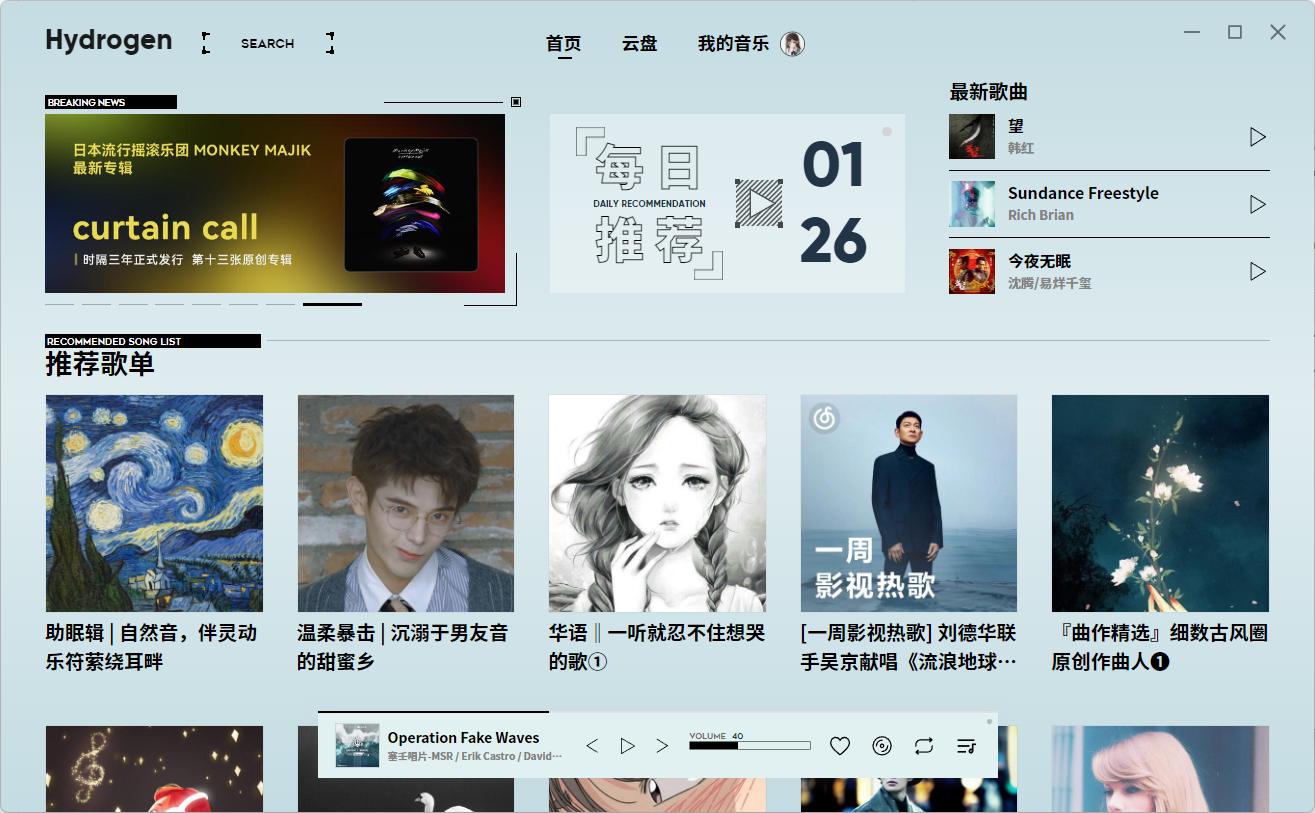 Hydrogen
SEARCH
首页
云盘
我的音乐
BREAKING NEWS
日本流行摇滚乐团 MONKEY MAJIK
最新专辑
curtain call
时隔三年正式发行 第十三张原创专辑
每日
DAILY RECOMMENDATION
推荐
01
26
最新歌曲
望
韩红
Sundance Freestyle
Rich Brian
今夜无眠
沈腾/易烊千玺
RECOMMENDED SONG LIST
推荐歌单
一周
影视热歌
助眠辑 | 自然音，伴灵动
乐符萦绕耳畔
温柔暴击 | 沉溺于男友音
的甜蜜乡
华语 ‖ 一听就忍不住想哭
的歌①
[一周影视热歌] 刘德华联
手吴京献唱《流浪地球…
『曲作精选』细数古风圈
原创作曲人❶
Operation Fake Waves
塞壬唱片-MSR / Erik Castro / David…
VOLUME 40